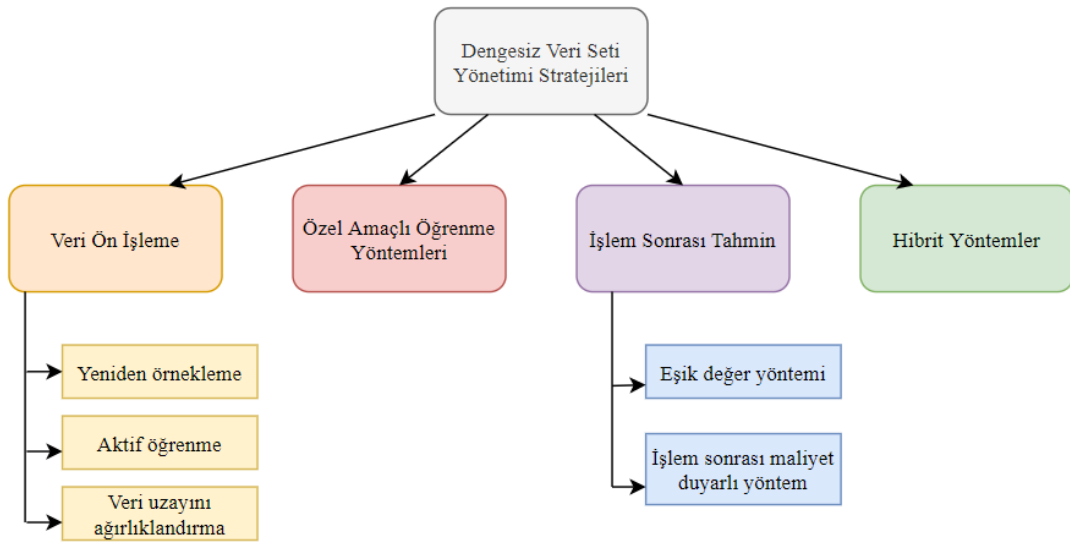 Dengesiz Veri Seti
Yönetimi Stratejileri
Veri Ön İşleme
Özel Amaçlı Öğrenme
Yöntemleri
İşlem Sonrası Tahmin
Hibrit Yöntemler
Yeniden örnekleme
Aktif öğrenme
Veri uzayını
ağırlıklandırma
Eşik değer yöntemi
İşlem sonrası maliyet
duyarlı yöntem